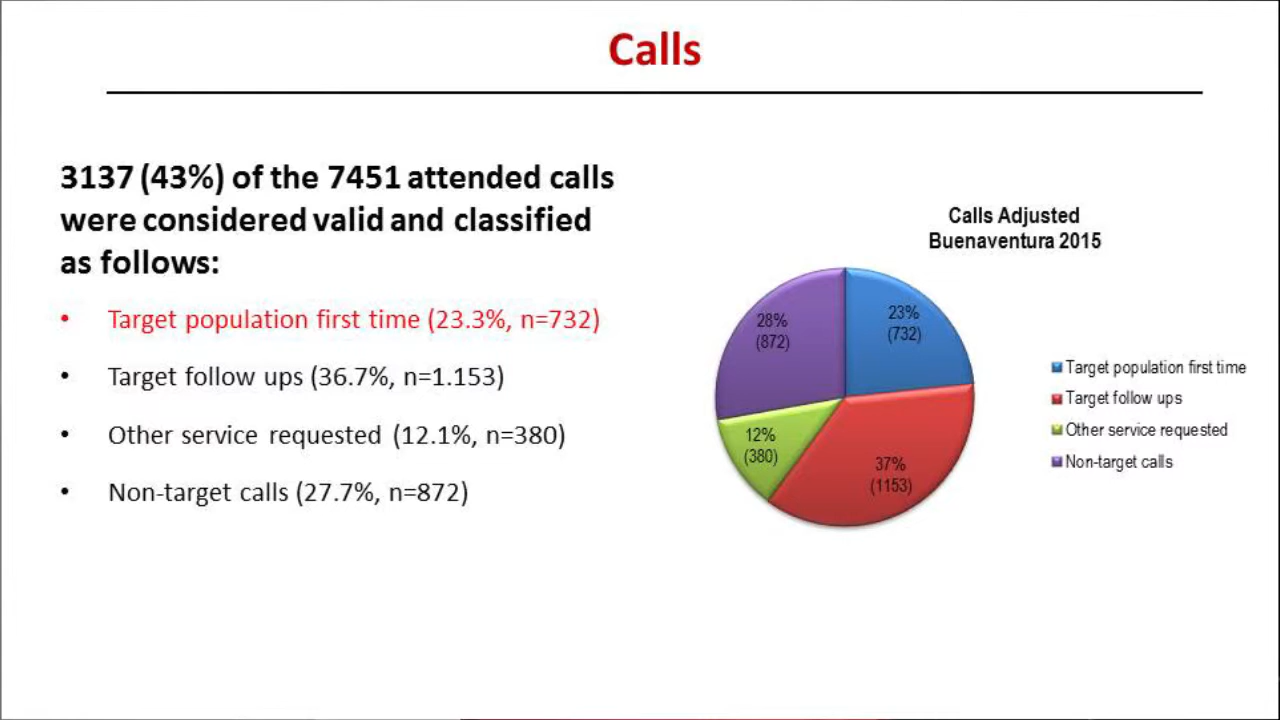 Calls
3137 (43%) of the 7451 attended calls
were considered valid and classified
as follows:
• Target population first time (23.3%, n=732)
• Target follow ups (36.7%, n=1.153)
• Other service requested (12.1%, n=380)
• Non-target calls (27.7%, n=872)
Calls Adjusted
Buenaventura 2015
28%
(872)
23%
(732)
12%
(380)
37%
(1153)
Target population first time
Target follow ups
Other service requested
Non-target calls